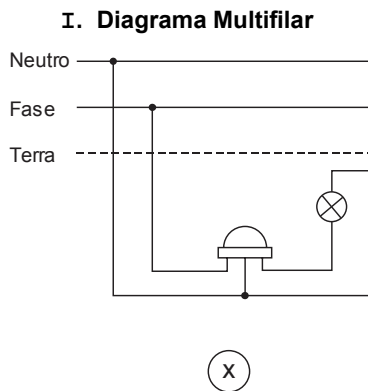 I. Diagrama Multifilar
Neutro
Fase
Terra
X